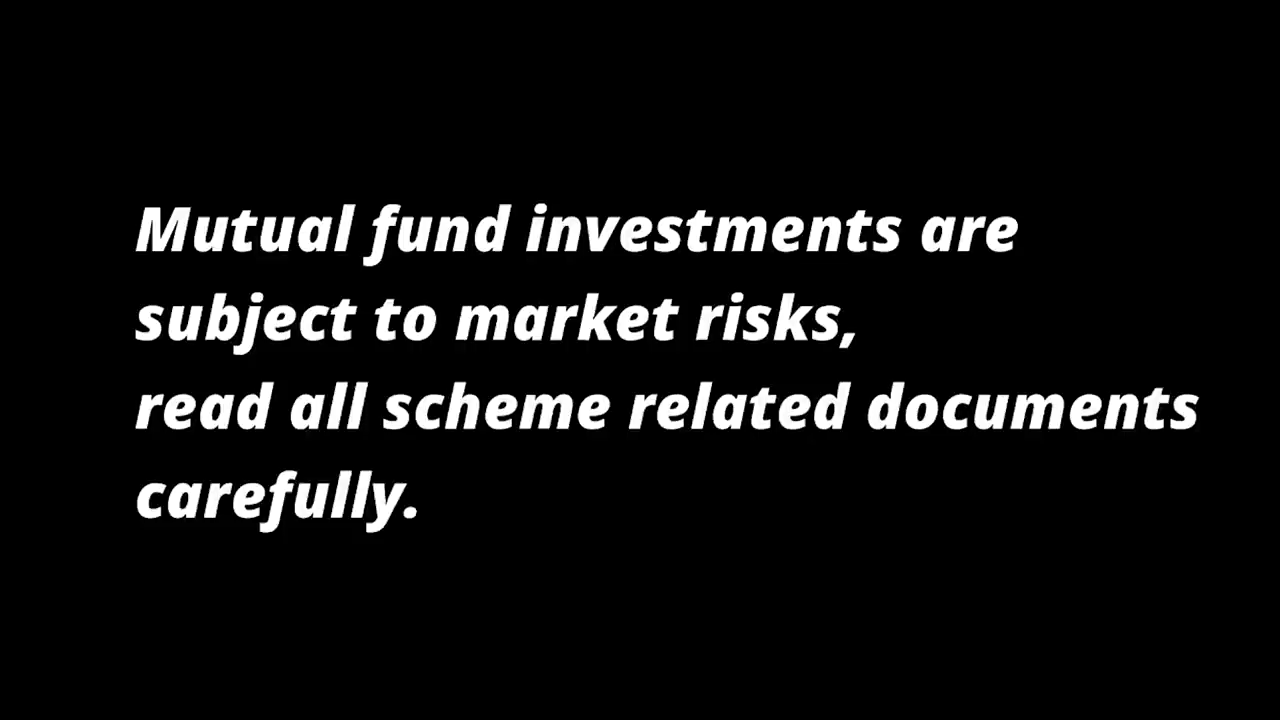 Mutual fund investments are
subject to market risks,
read all scheme related documents
carefully.